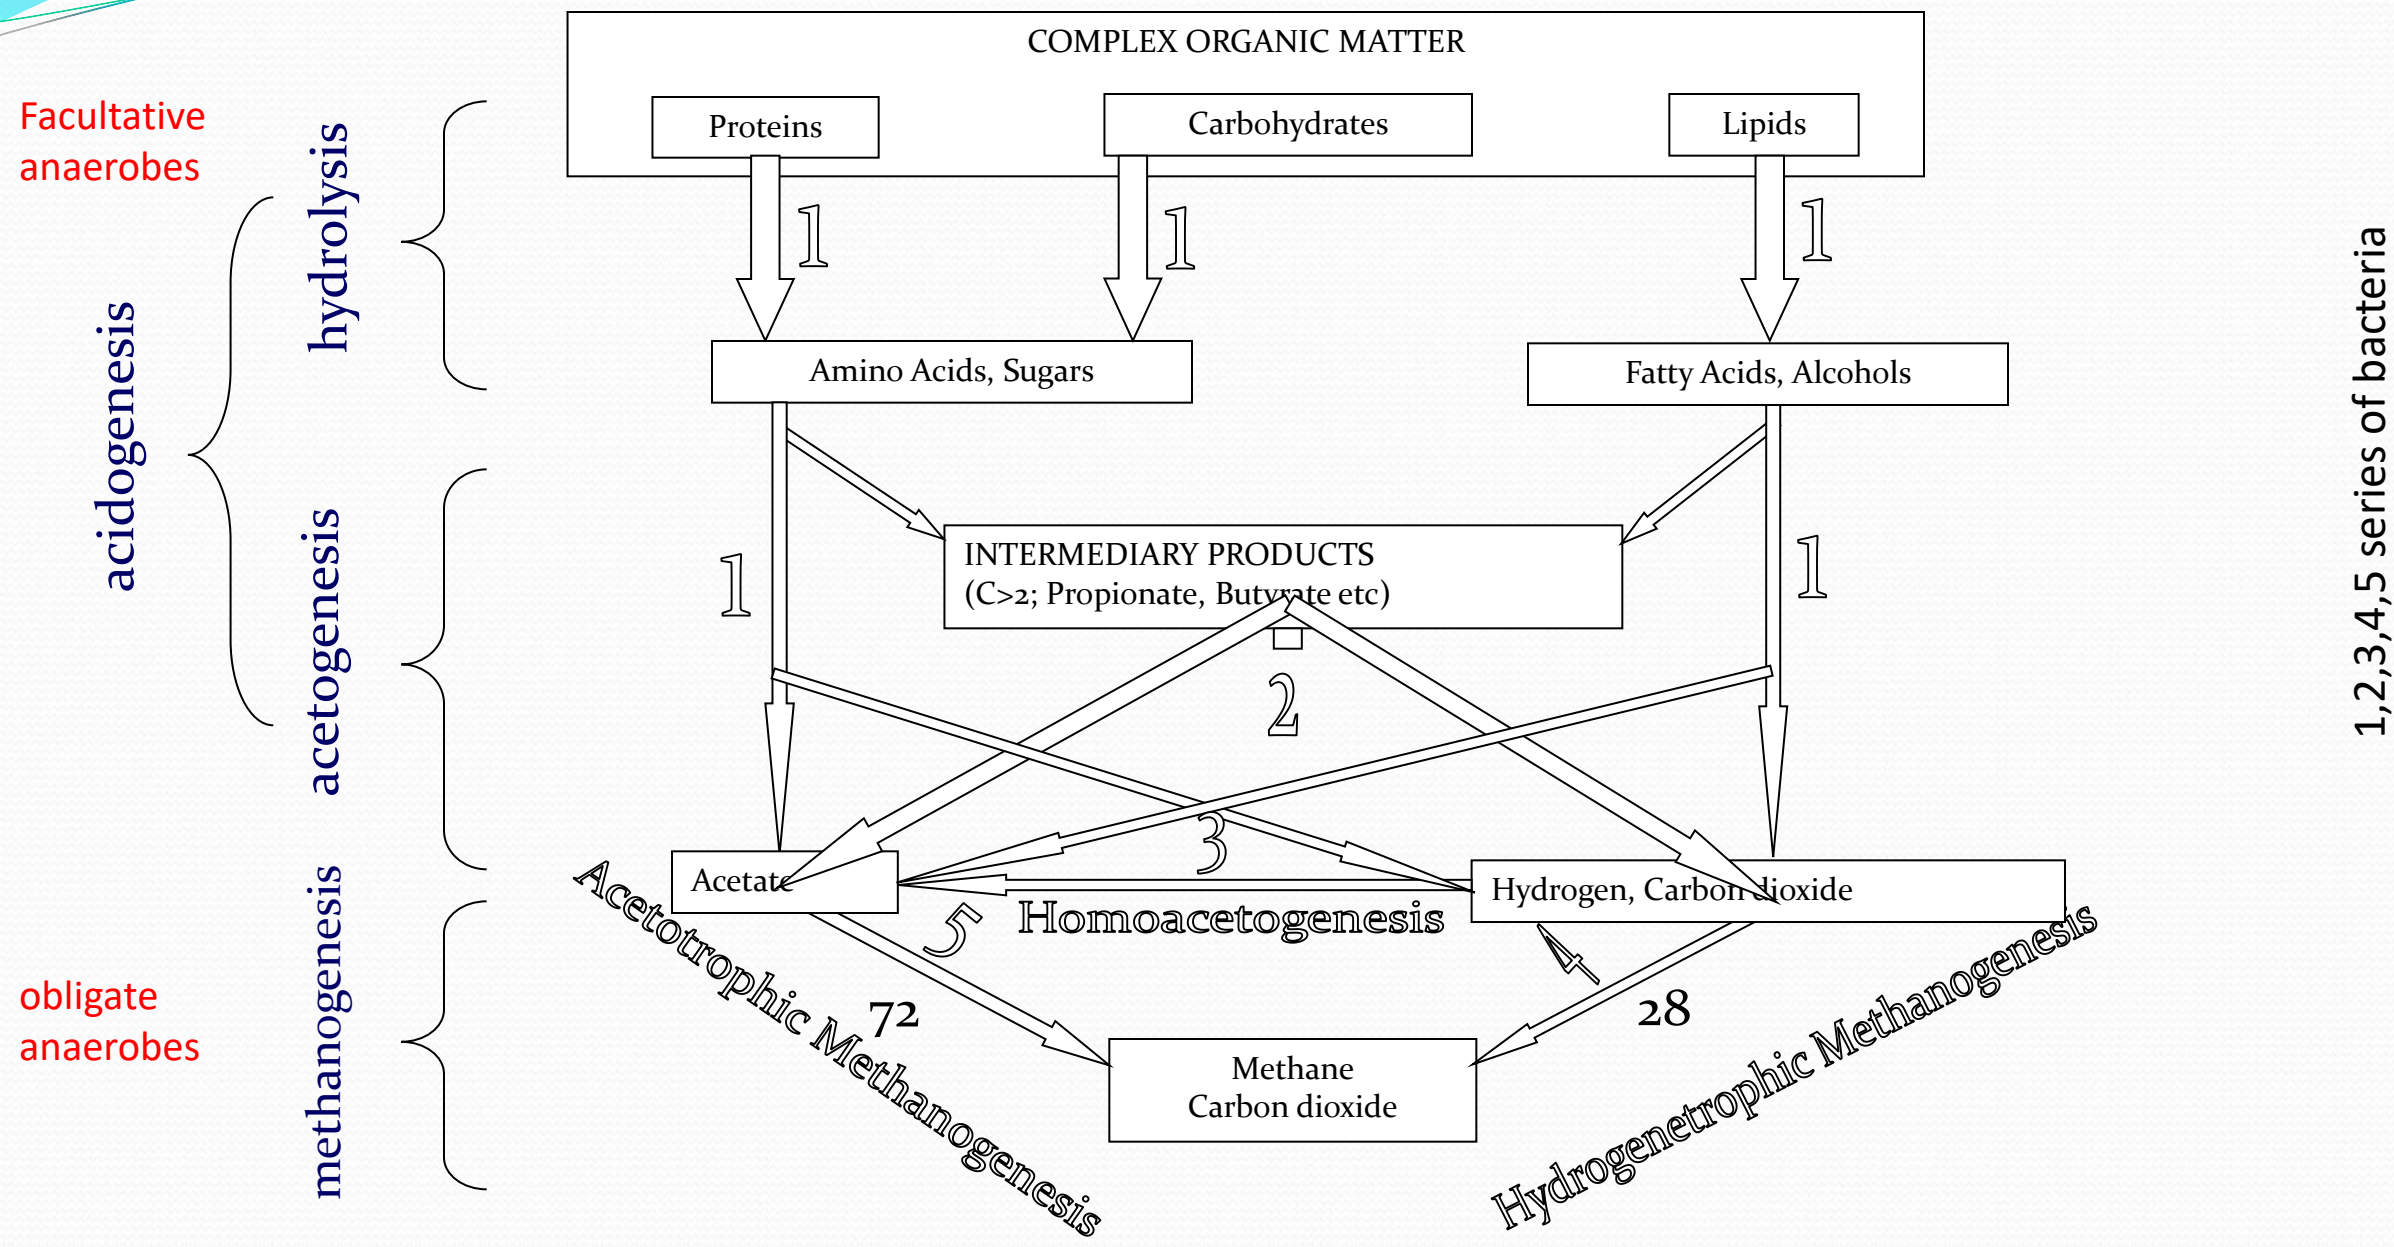 COMPLEX ORGANIC MATTER
Facultative
anaerobes
Proteins
Carbohydrates
Lipids
hydrolysis
1
1
1
acidogenesis
Amino Acids, Sugars
Fatty Acids, Alcohols
1,2,3,4,5 series of bacteria
acetogenesis
INTERMEDIARY PRODUCTS
(C>2; Propionate, Butyrate etc)
1
1
2
3
Acetate
Hydrogen, Carbon dioxide
Homoacetogenesis
5
4
methanogenesis
obligate
anaerobes
Acetotrophic Methanogenesis
72
28
Hydrogenetrophic Methanogenesis
Methane
Carbon dioxide